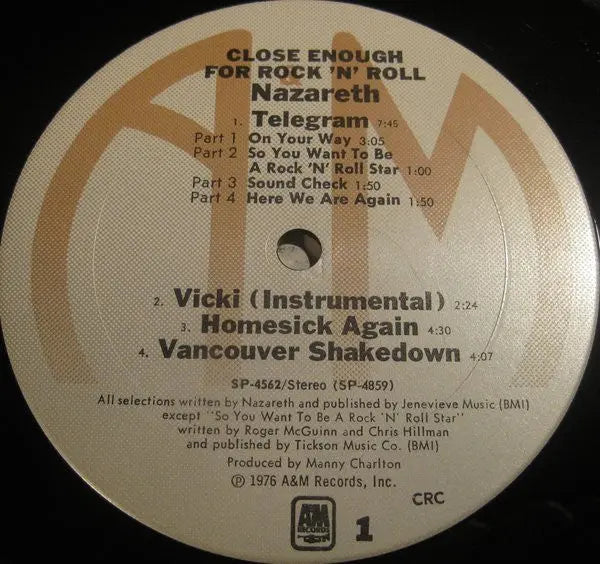 CLOSE ENOUGH
FOR ROCK 'N' ROLL
Nazareth
1. Telegram 7:45
Part 1 On Your Way 3:05
Part 2 So You Want To Be
A Rock 'N' Roll Star 1:00
Part 3 Sound Check 1:50
Part 4 Here We Are Again 1:50
2. Vicki (Instrumental) 2:24
3. Homesick Again 4:30
4. Vancouver Shakedown 4:07
SP-4562/Stereo (SP-4859)
All selections written by Nazareth and published by Jenevieve Music (BMI)
except "So You Want To Be A Rock 'N' Roll Star"
written by Roger McGuinn and Chris Hillman
and published by Tickson Music Co. (BMI)
Produced by Manny Charlton
℗ 1976 A&M Records, Inc.
CRC
A&M
RECORDS
1